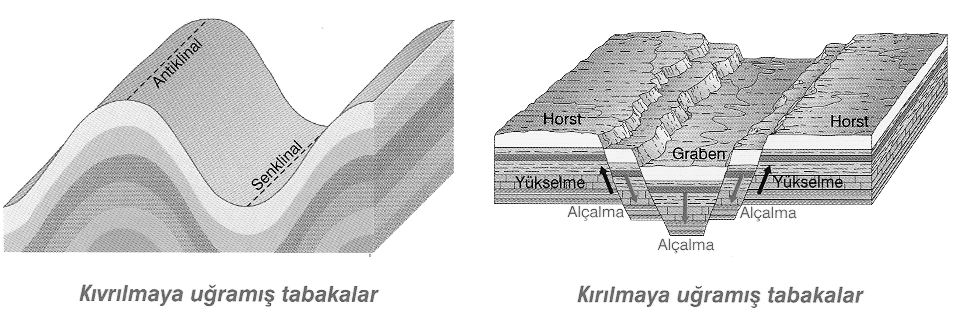 Antiklinal
Senklinal
Kıvrılmaya uğramış tabakalar
Horst
Horst
Graben
Yükselme
Yükselme
Alçalma
Alçalma
Alçalma
Kırılmaya uğramış tabakalar